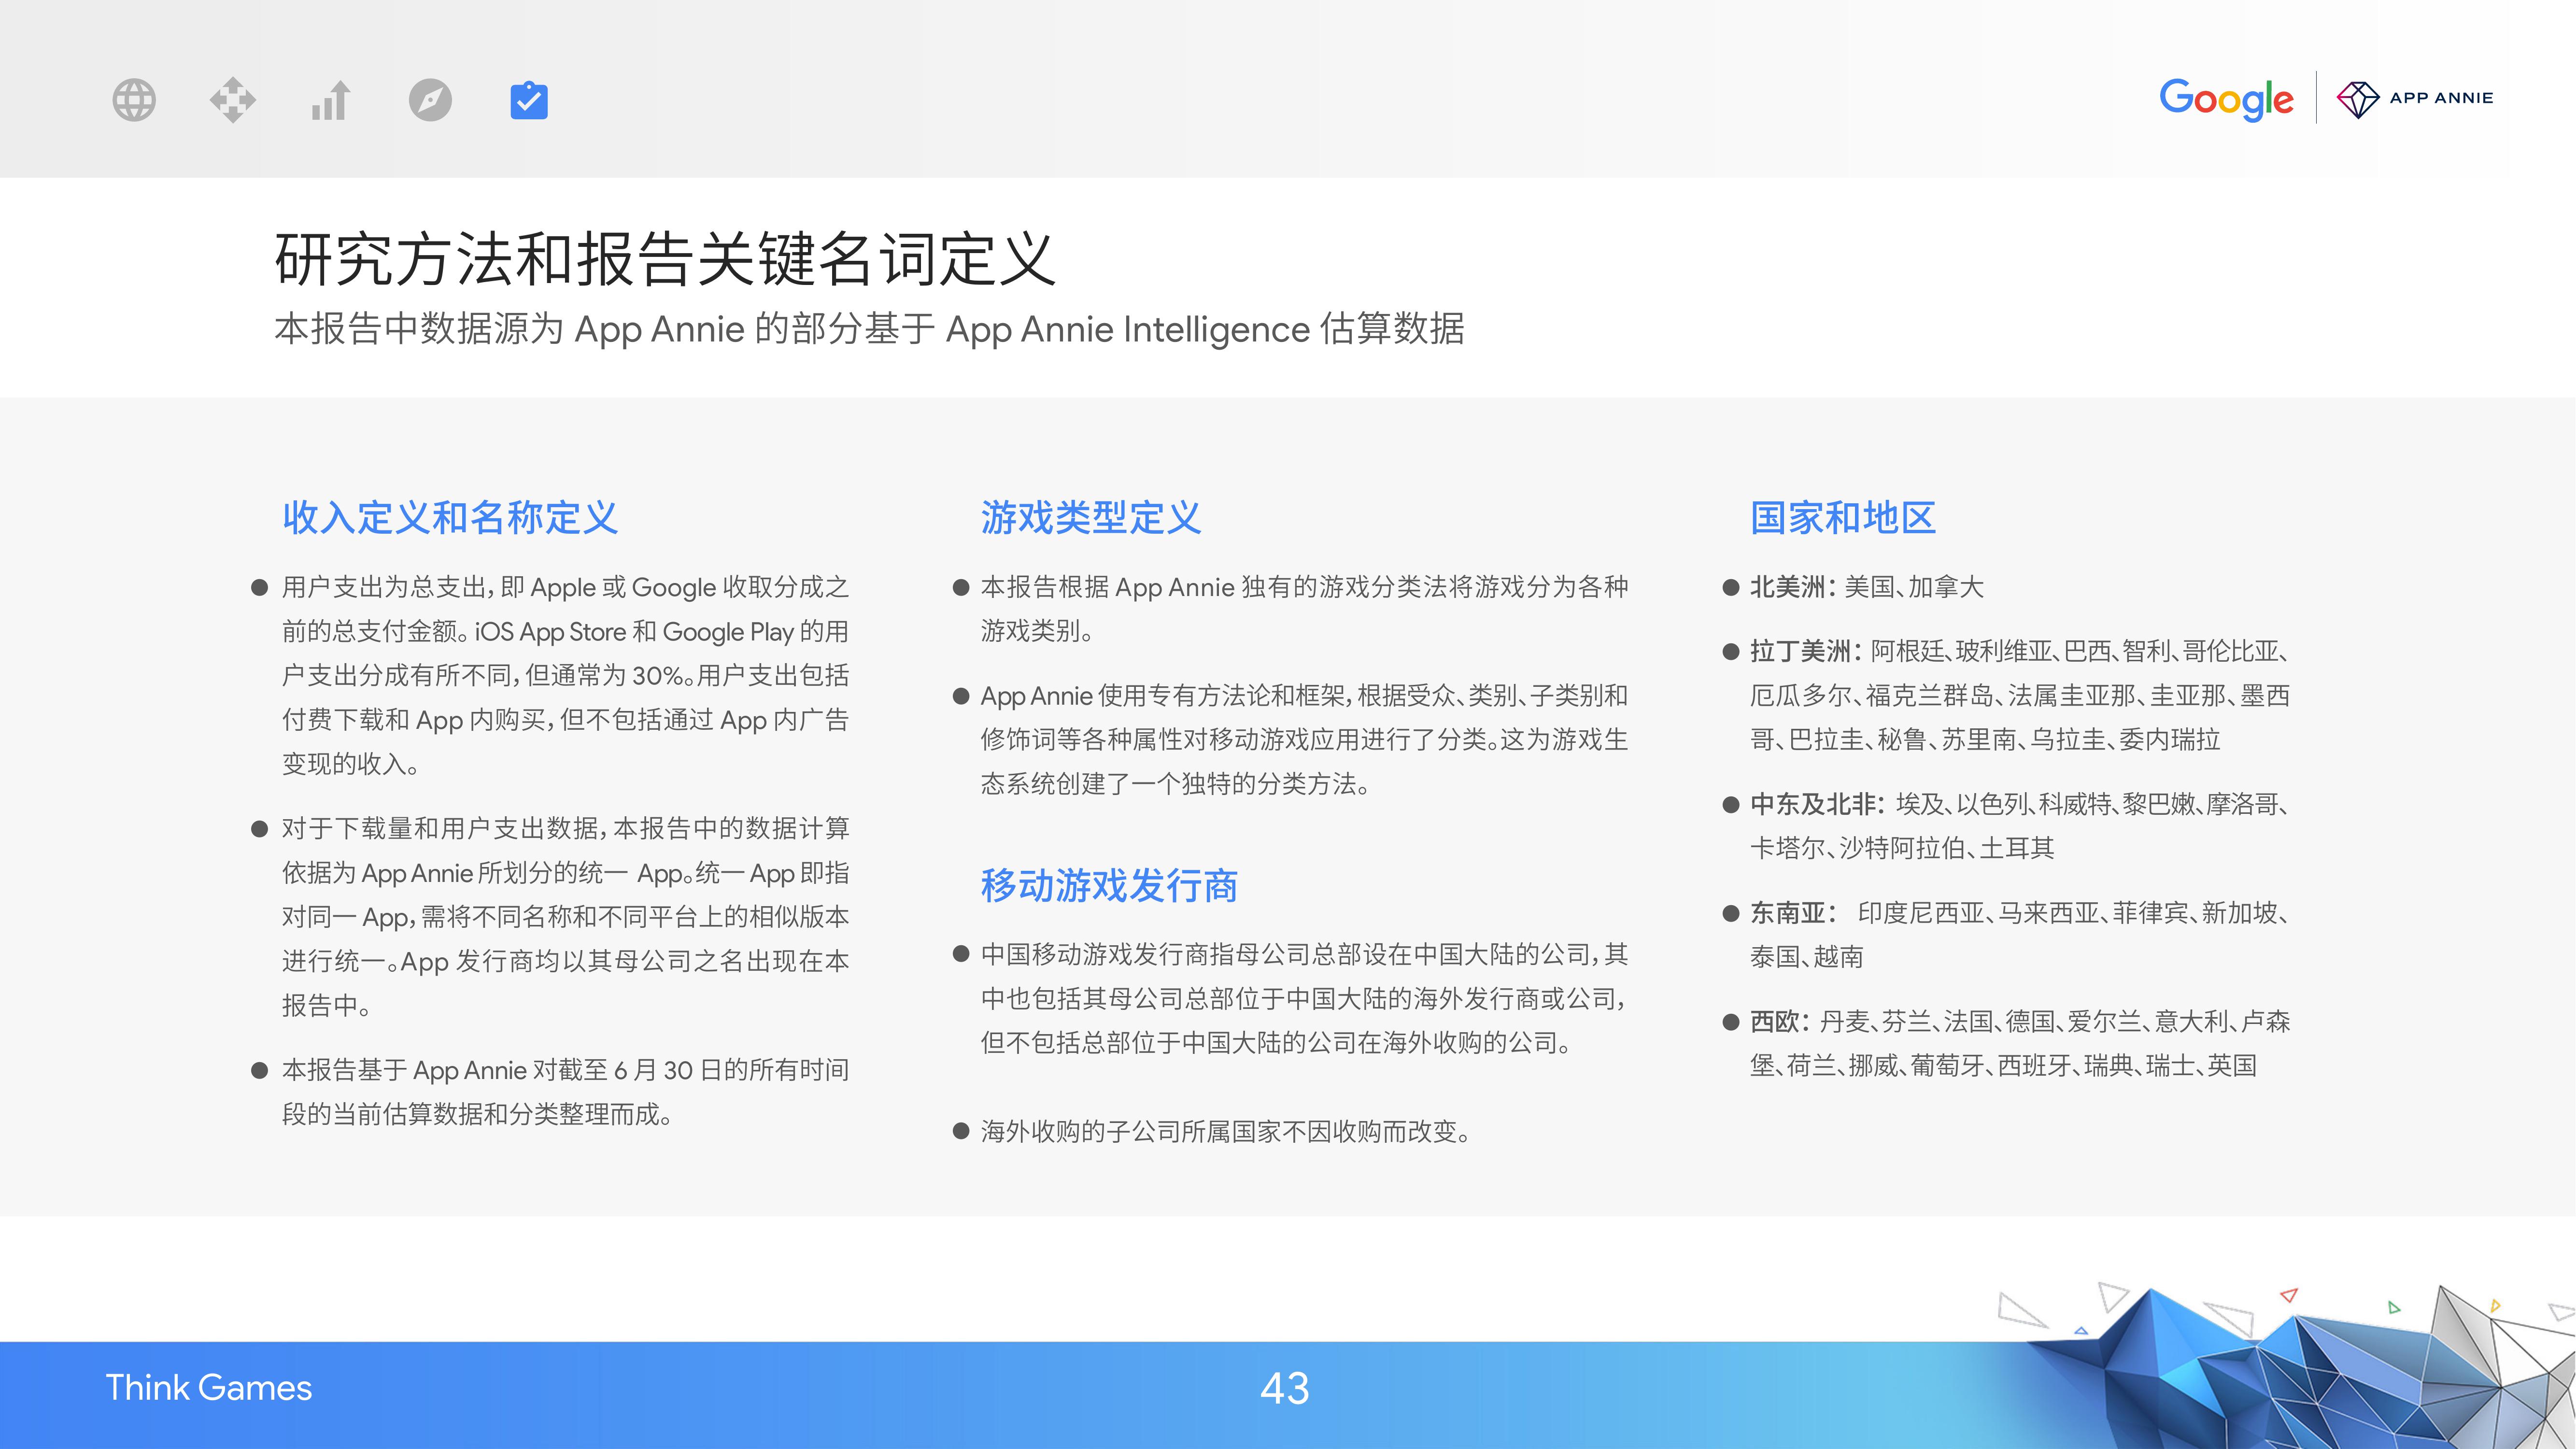 Google
APP ANNIE
研究方法和报告关键名词定义
本报告中数据源为 App Annie 的部分基于 App Annie Intelligence 估算数据
收入定义和名称定义
用户支出为总支出，即 Apple 或 Google 收取分成之
前的总支付金额。iOS App Store 和 Google Play 的用
户支出分成有所不同，但通常为 30%。用户支出包括
付费下载和 App 内购买，但不包括通过 App 内广告
变现的收入。
对于下载量和用户支出数据，本报告中的数据计算
依据为 App Annie 所划分的统一 App。统一 App 即指
对同一 App，需将不同名称和不同平台上的相似版本
进行统一。App 发行商均以其母公司之名出现在本
报告中。
本报告基于 App Annie 对截至 6 月 30 日的所有时间
段的当前估算数据和分类整理而成。
游戏类型定义
本报告根据 App Annie 独有的游戏分类法将游戏分为各种
游戏类别。
App Annie 使用专有方法论和框架，根据受众、类别、子类别和
修饰词等各种属性对移动游戏应用进行了分类。这为游戏生
态系统创建了一个独特的分类方法。
移动游戏发行商
中国移动游戏发行商指母公司总部设在中国大陆的公司，其
中也包括其母公司总部位于中国大陆的海外发行商或公司，
但不包括总部位于中国大陆的公司在海外收购的公司。
海外收购的子公司所属国家不因收购而改变。
国家和地区
北美洲：美国、加拿大
拉丁美洲：阿根廷、玻利维亚、巴西、智利、哥伦比亚、
厄瓜多尔、福克兰群岛、法属圭亚那、圭亚那、墨西
哥、巴拉圭、秘鲁、苏里南、乌拉圭、委内瑞拉
中东及北非：埃及、以色列、科威特、黎巴嫩、摩洛哥、
卡塔尔、沙特阿拉伯、土耳其
东南亚： 印度尼西亚、马来西亚、菲律宾、新加坡、
泰国、越南
西欧：丹麦、芬兰、法国、德国、爱尔兰、意大利、卢森
堡、荷兰、挪威、葡萄牙、西班牙、瑞典、瑞士、英国
Think Games
43